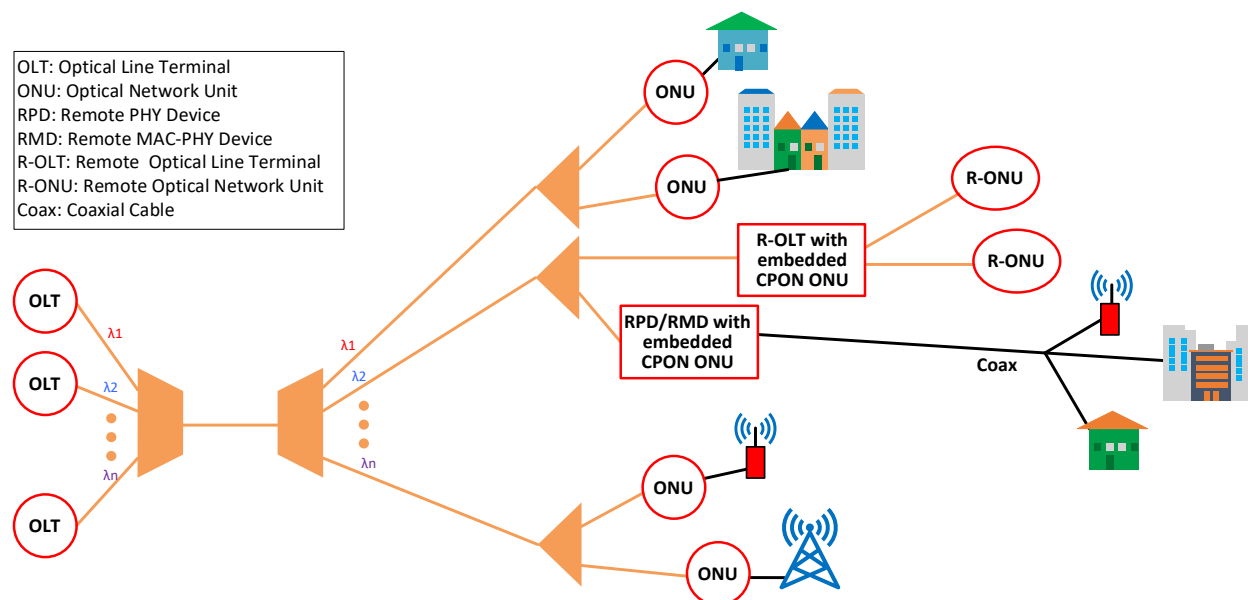 OLT: Optical Line Terminal
ONU: Optical Network Unit
RPD: Remote PHY Device
RMD: Remote MAC-PHY Device
R-OLT: Remote  Optical Line Terminal
R-ONU: Remote Optical Network Unit
Coax: Coaxial Cable
ONU
ONU
R-ONU
R-OLT with
embedded
CPON ONU
R-ONU
OLT
λ1
RPD/RMD with
embedded
CPON ONU
λ1
Coax
OLT
λ2
λ2
λn
λn
ONU
OLT
ONU